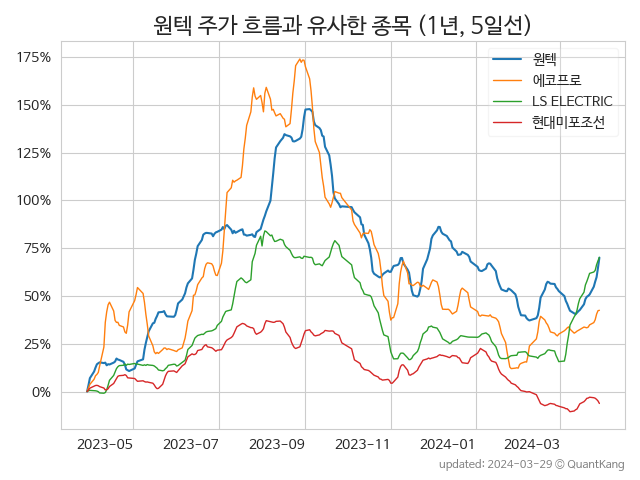 원텍 주가 흐름과 유사한 종목 (1년, 5일선)
175%
150%
125%
100%
75%
50%
25%
0%
원텍
에코프로
LS ELECTRIC
현대미포조선
2023-05
2023-07
2023-09
2023-11
2024-01
2024-03
updated: 2024-03-29 © QuantKang